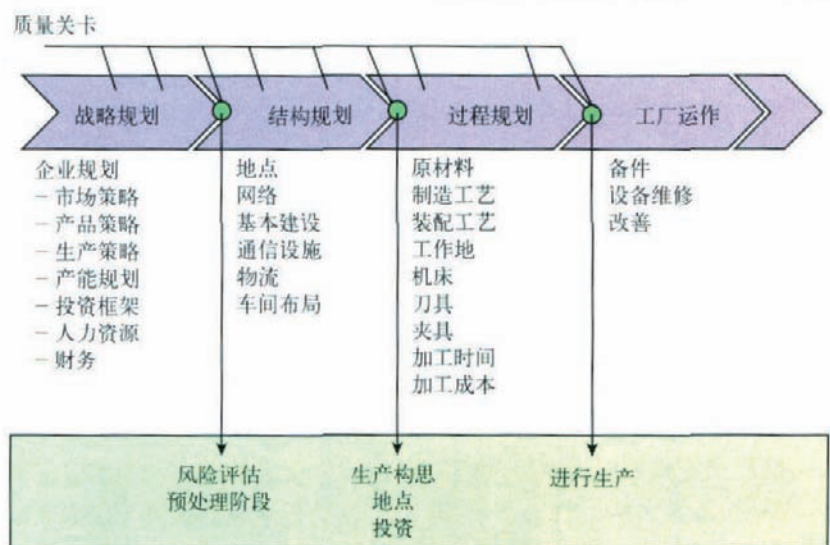 质量关卡
战略规划
结构规划
过程规划
工厂运作
企业规划
－市场策略
－产品策略
－生产策略
－产能规划
－投资框架
－人力资源
－财务
地点
网络
基本建设
通信设施
物流
车间布局
原材料
制造工艺
装配工艺
工作地
机床
刀具
夹具
加工时间
加工成本
备件
设备维修
改善
风险评估
预处理阶段
生产构思
地点
投资
进行生产